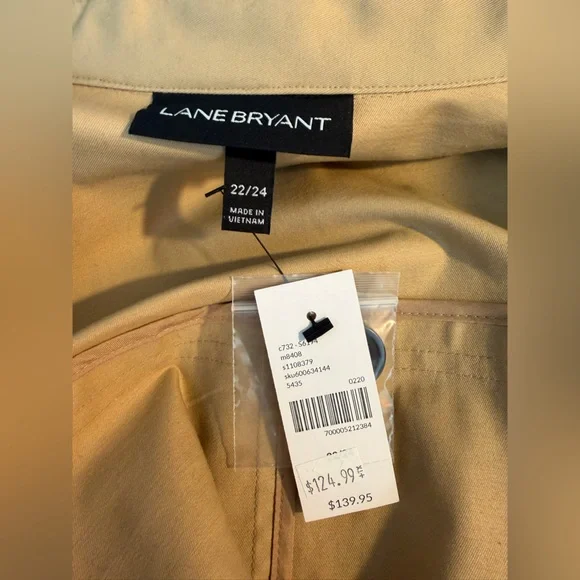 LANE BRYANT
22/24
MADE IN
VIETNAM
m8408
s1108379
sku600634144
5435
0220
700005212384
$124.99
$139.95